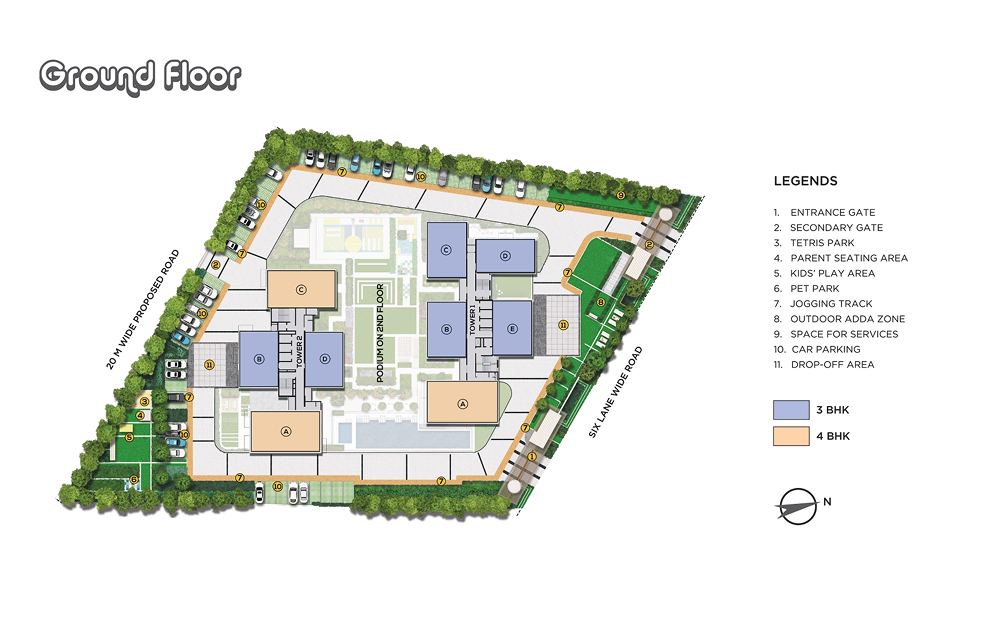 Ground Floor
LEGENDS
1. ENTRANCE GATE
2. SECONDARY GATE
3. TETRIS PARK
4. PARENT SEATING AREA
5. KIDS' PLAY AREA
6. PET PARK
7. JOGGING TRACK
8. OUTDOOR ADDA ZONE
9. SPACE FOR SERVICES
10. CAR PARKING
11. DROP-OFF AREA
3 BHK
4 BHK
N
20 M WIDE PROPOSED ROAD
SIX LANE WIDE ROAD
PODIUM ON 2ND FLOOR
TOWER 2
C
B
D
A
TOWER 1
C
D
B
E
A
7
10
9
7
10
2
7
7
2
8
10
11
11
3
7
4
5
10
6
7
10
7
7
1